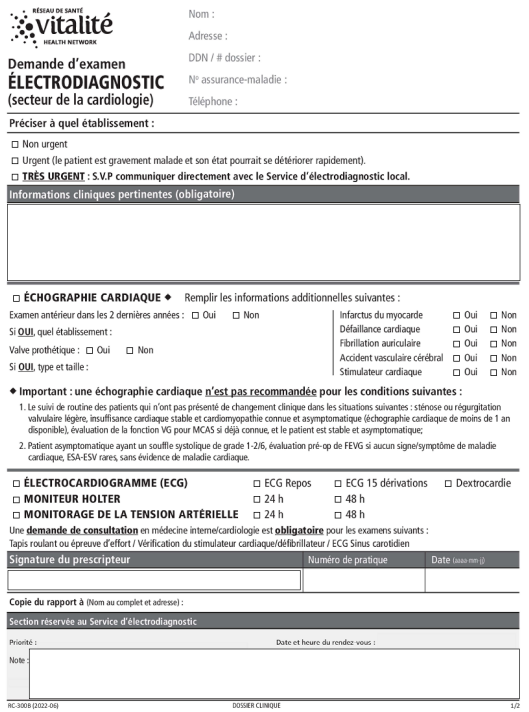 RÉSEAU DE SANTÉ
vitalité
HEALTH NETWORK
Demande d'examen
ÉLECTRODIAGNOSTIC
(secteur de la cardiologie)
Nom :
Adresse :
DDN / # dossier :
Nº assurance-maladie :
Téléphone :
Préciser à quel établissement :
☐ Non urgent
☐ Urgent (le patient est gravement malade et son état pourrait se détériorer rapidement).
☐ TRÈS URGENT : S.V.P communiquer directement avec le Service d'électrodiagnostic local.
Informations cliniques pertinentes (obligatoire)
☐ ÉCHOGRAPHIE CARDIAQUE ◆ Remplir les informations additionnelles suivantes :
Examen antérieur dans les 2 dernières années : ☐ Oui ☐ Non
Si OUI, quel établissement :
Valve prothétique : ☐ Oui ☐ Non
Si OUI, type et taille :
Infarctus du myocarde ☐ Oui ☐ Non
Défaillance cardiaque ☐ Oui ☐ Non
Fibrillation auriculaire ☐ Oui ☐ Non
Accident vasculaire cérébral ☐ Oui ☐ Non
Stimulateur cardiaque ☐ Oui ☐ Non
◆ Important : une échographie cardiaque n'est pas recommandée pour les conditions suivantes :
1. Le suivi de routine des patients qui n'ont pas présenté de changement clinique dans les situations suivantes : sténose ou régurgitation
valvulaire légère, insuffisance cardiaque stable et cardiomyopathie connue et asymptomatique (échographie cardiaque de moins de 1 an
disponible), évaluation de la fonction VG pour MCAS si déjà connue, et le patient est stable et asymptomatique;
2. Patient asymptomatique ayant un souffle systolique de grade 1-2/6, évaluation pré-op de FEVG si aucun signe/symptôme de maladie
cardiaque, ESA-ESV rares, sans évidence de maladie cardiaque.
☐ ÉLECTROCARDIOGRAMME (ECG) ☐ ECG Repos ☐ ECG 15 dérivations ☐ Dextrocardie
☐ MONITEUR HOLTER ☐ 24 h ☐ 48 h
☐ MONITORAGE DE LA TENSION ARTÉRIELLE ☐ 24 h ☐ 48 h
Une demande de consultation en médecine interne/cardiologie est obligatoire pour les examens suivants :
Tapis roulant ou épreuve d'effort / Vérification du stimulateur cardiaque/défibrillateur / ECG Sinus carotidien
Signature du prescripteur Numéro de pratique Date (aaaa-mm-jj)
Copie du rapport à (Nom au complet et adresse) :
Section réservée au Service d'électrodiagnostic
Priorité : Date et heure du rendez-vous :
Note :
RC-300B (2022-06) DOSSIER CLINIQUE 1/2